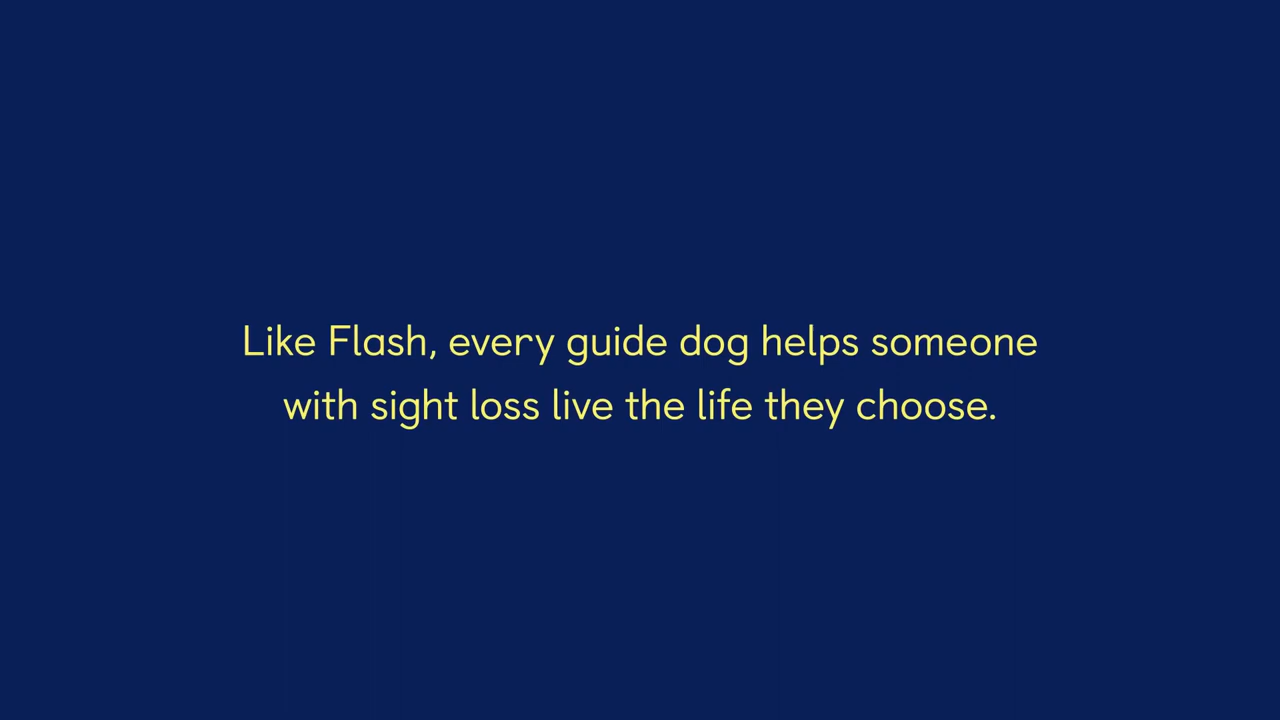 Like Flash, every guide dog helps someone
with sight loss live the life they choose.